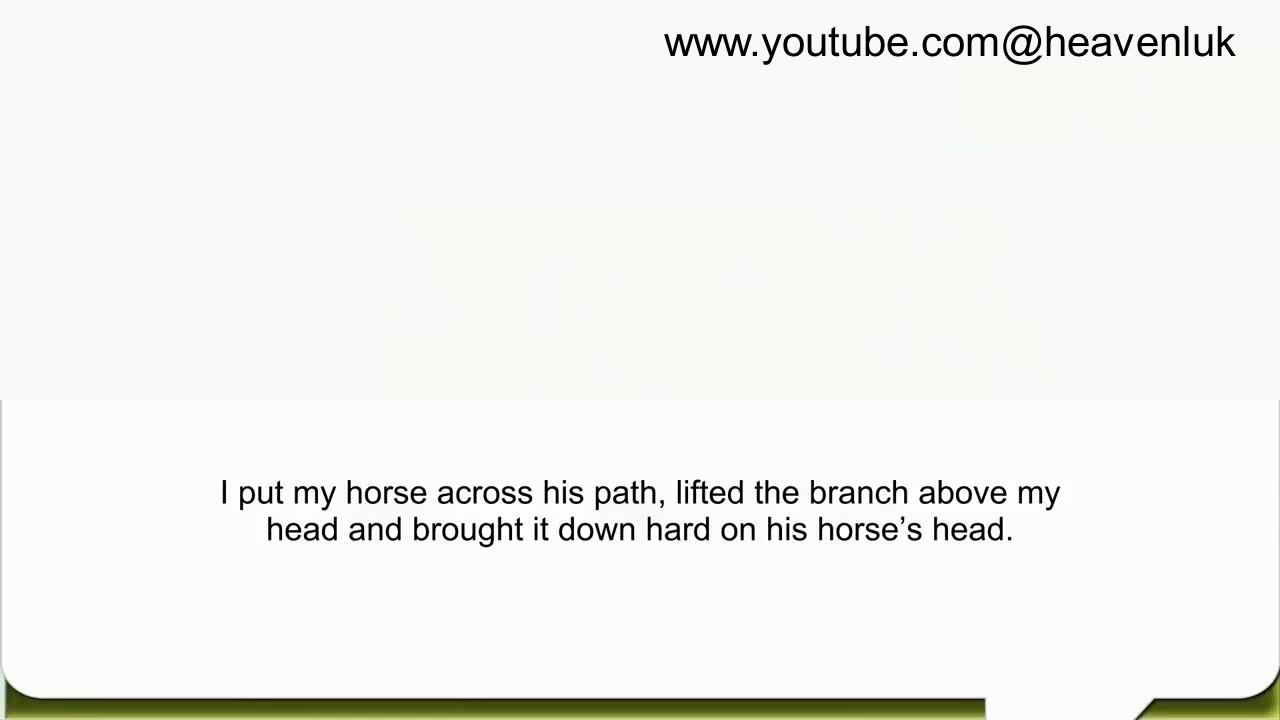 www.youtube.com@heavenluk
I put my horse across his path, lifted the branch above my
head and brought it down hard on his horse’s head.